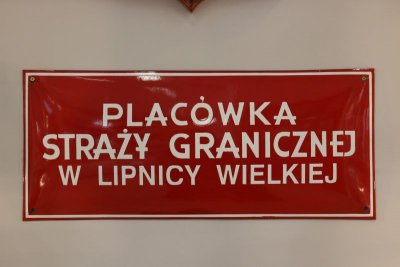 PLACÓWKA
STRAŻY GRANICZNEJ
W LIPNICY WIELKIEJ